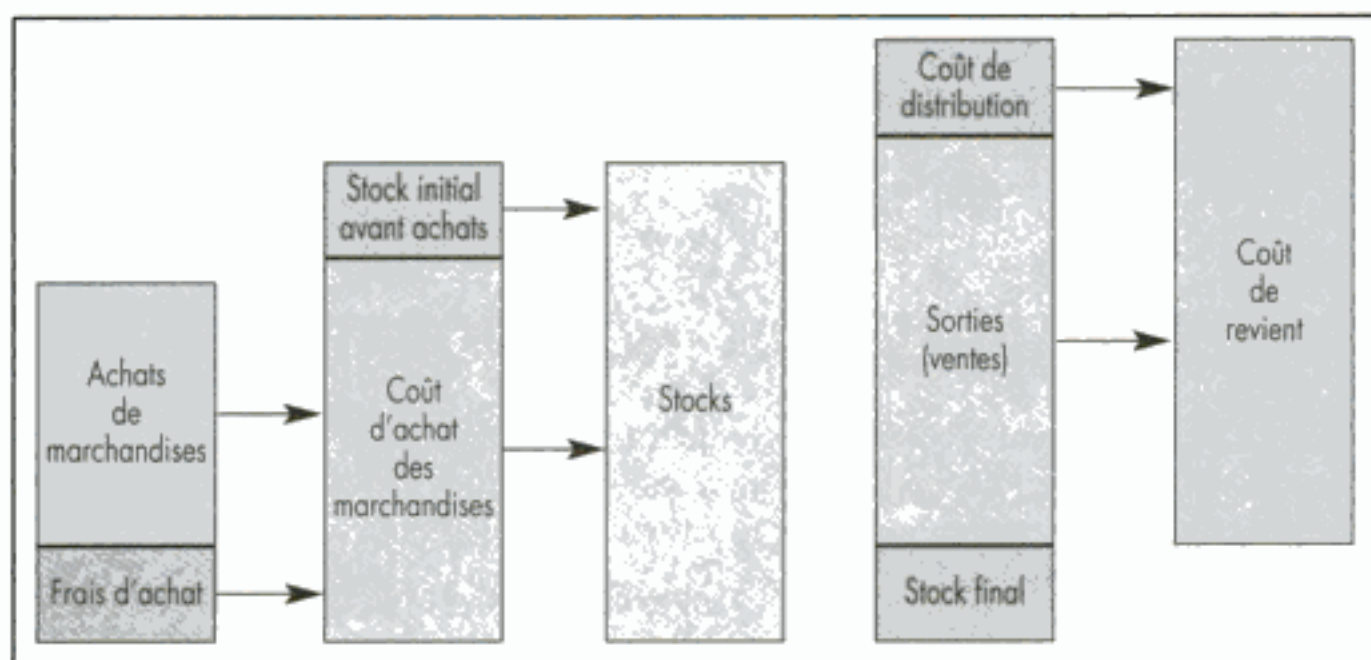 Achats
de
marchandises
Frais d'achat
Stock initial
avant achats
Coût
d'achat
des
marchandises
Stocks
Coût de
distribution
Sorties
(ventes)
Stock final
Coût
de
revient